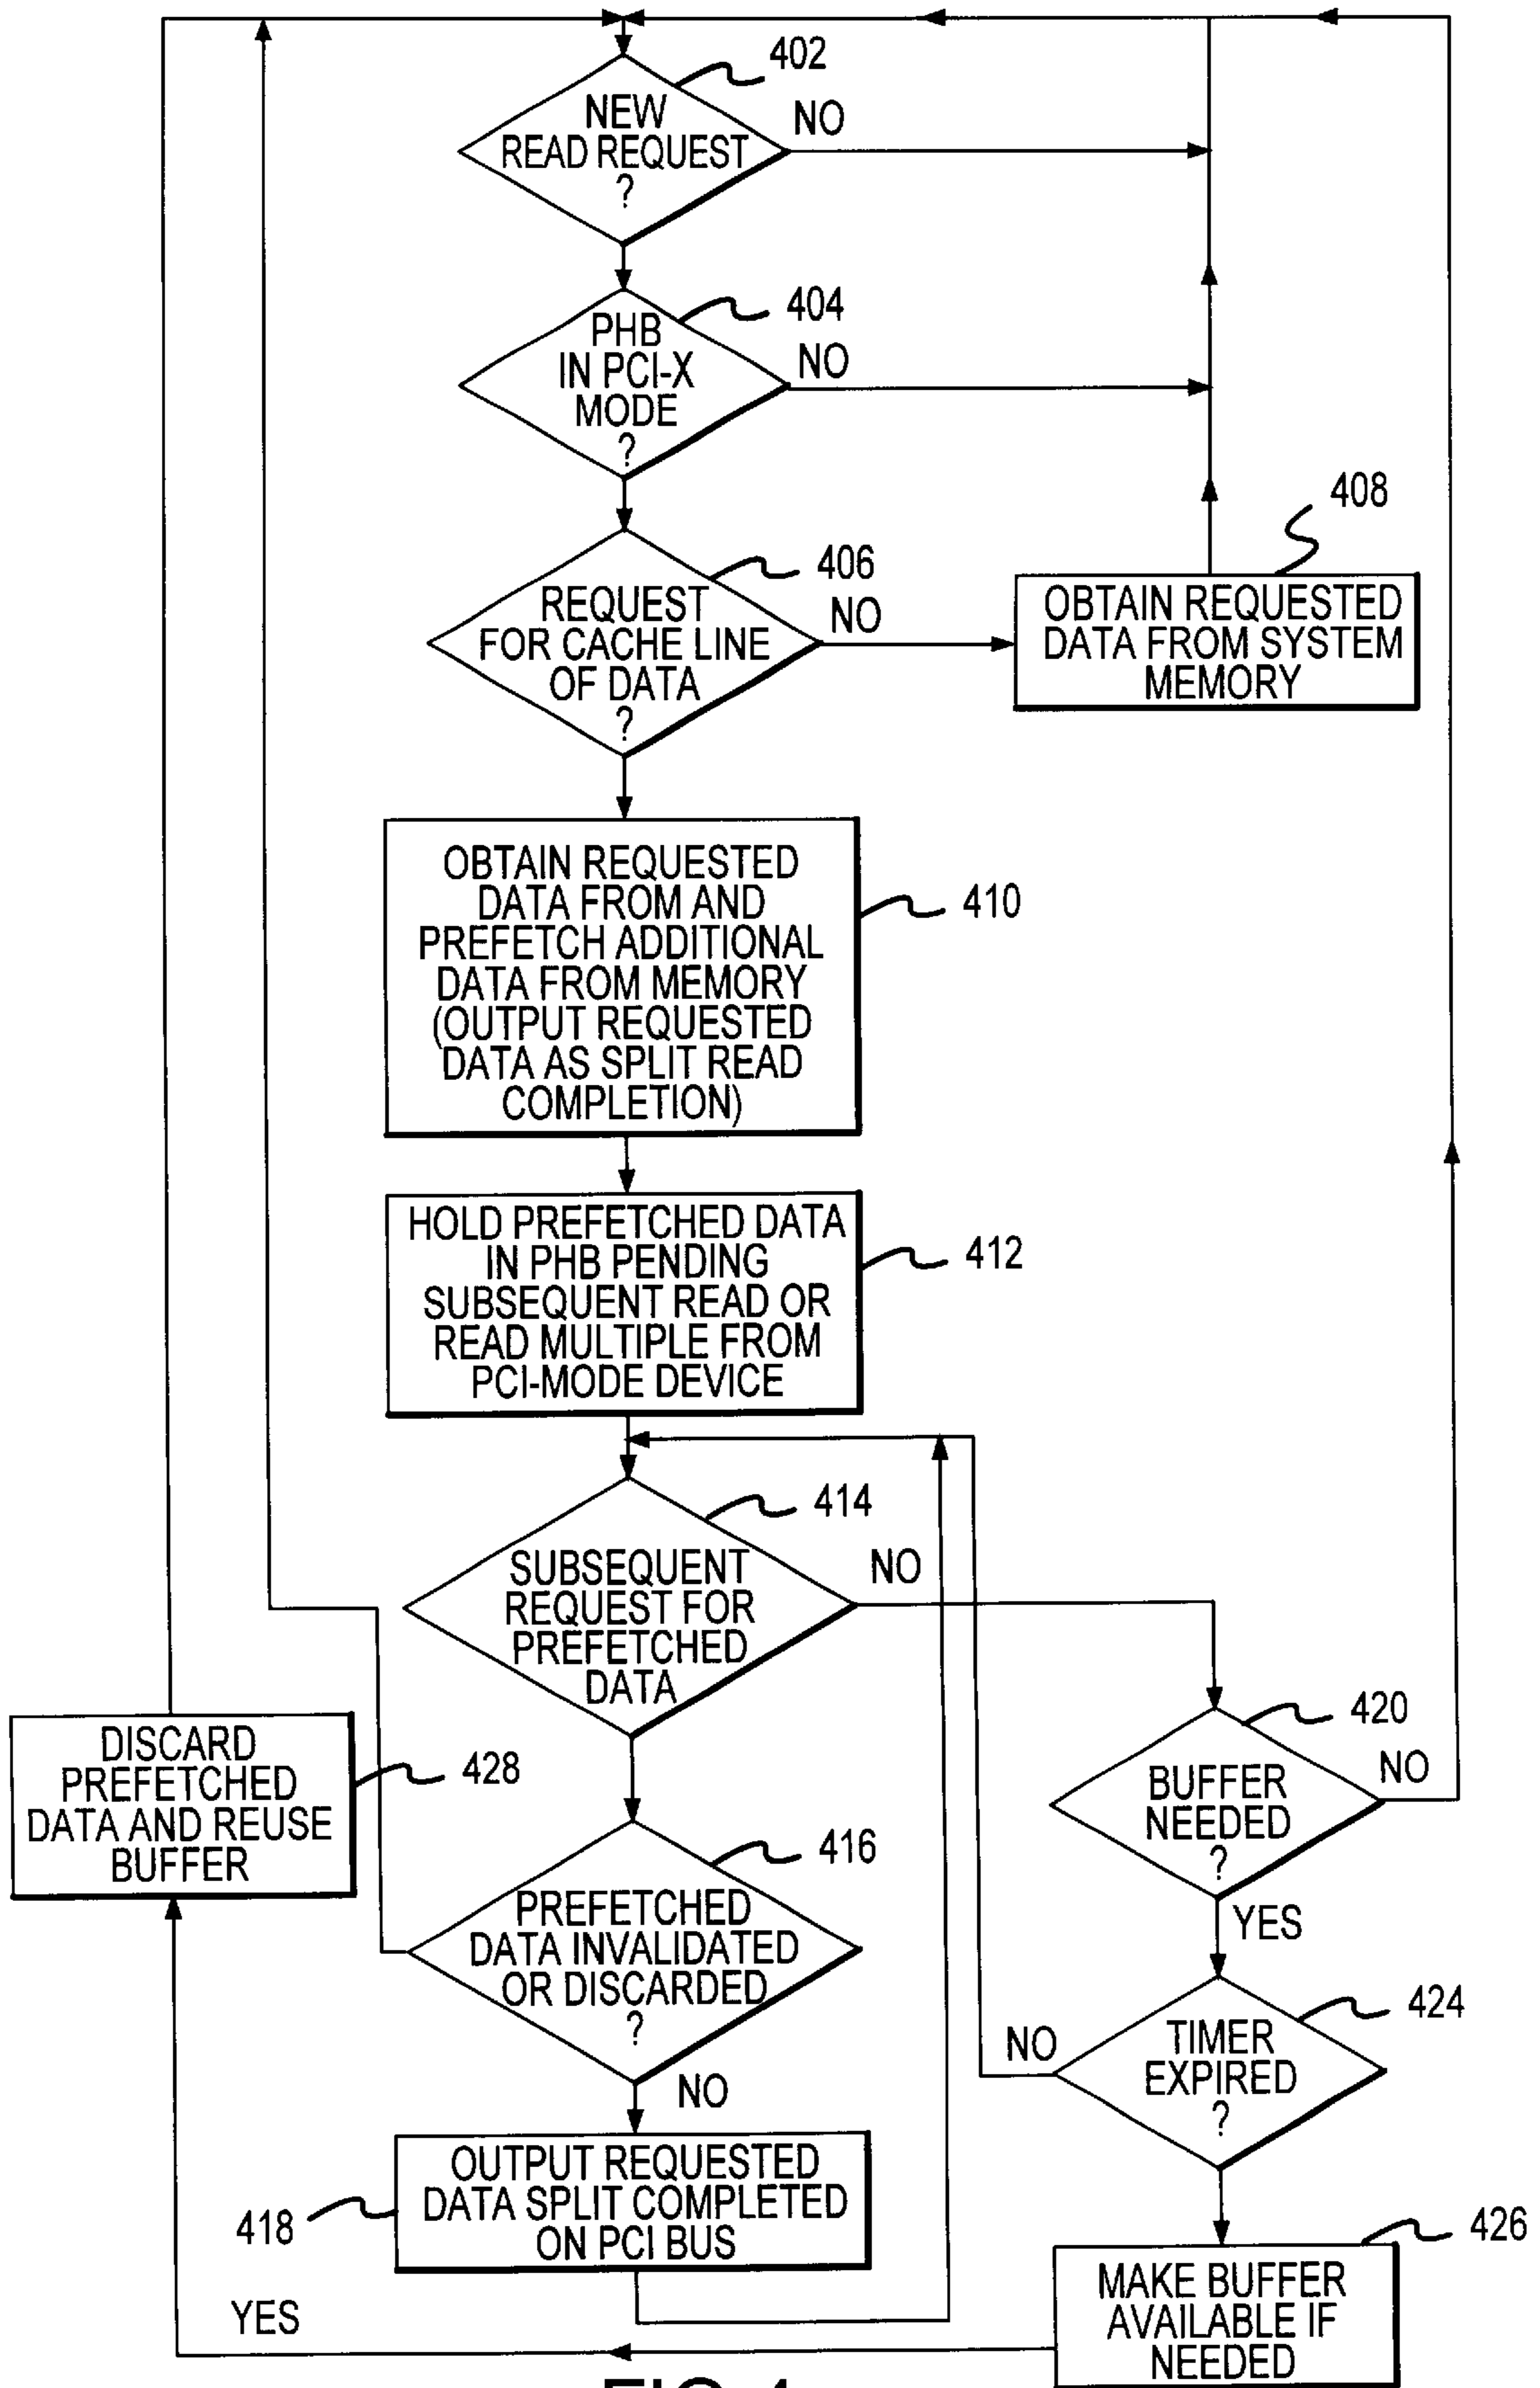 402
NEW
READ REQUEST
?
NO
404
PHB
IN PCI-X
MODE
?
NO
406
REQUEST
FOR CACHE LINE
OF DATA
?
NO
408
OBTAIN REQUESTED
DATA FROM SYSTEM
MEMORY
OBTAIN REQUESTED
DATA FROM AND
PREFETCH ADDITIONAL
DATA FROM MEMORY
(OUTPUT REQUESTED
DATA AS SPLIT READ
COMPLETION)
410
HOLD PREFETCHED DATA
IN PHB PENDING
SUBSEQUENT READ OR
READ MULTIPLE FROM
PCI-MODE DEVICE
412
414
SUBSEQUENT
REQUEST FOR
PREFETCHED
DATA
NO
DISCARD
PREFETCHED
DATA AND REUSE
BUFFER
428
420
BUFFER
NEEDED
?
NO
YES
416
PREFETCHED
DATA INVALIDATED
OR DISCARDED
?
NO
424
TIMER
EXPIRED
?
NO
418
OUTPUT REQUESTED
DATA SPLIT COMPLETED
ON PCI BUS
426
MAKE BUFFER
AVAILABLE IF
NEEDED
YES